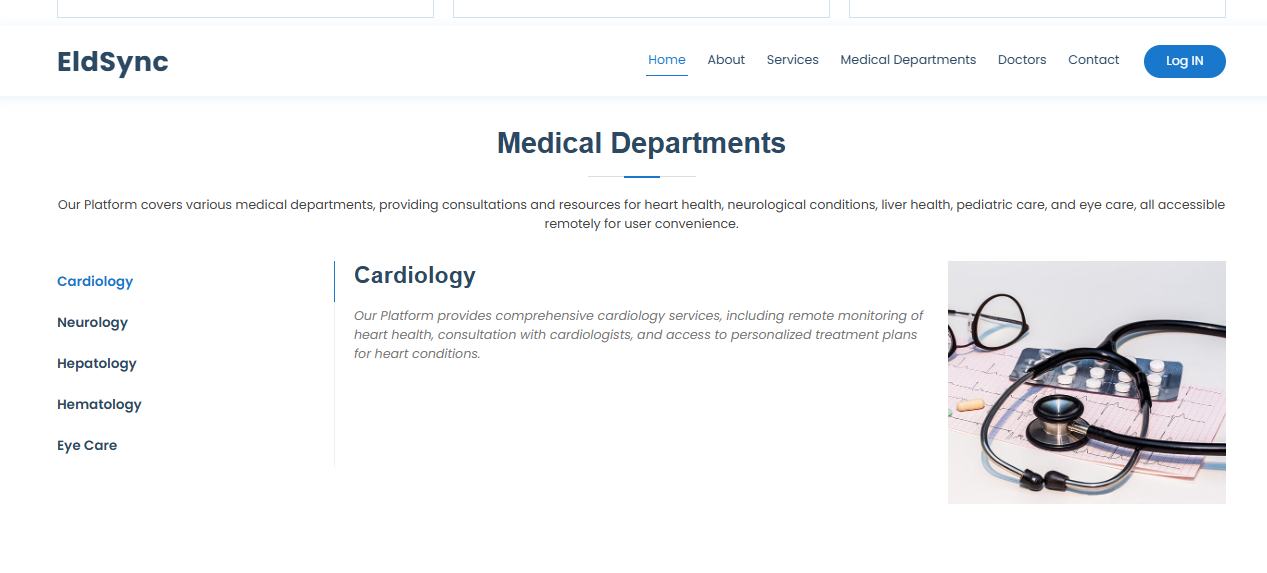 EldSync
Home About Services Medical Departments Doctors Contact Log IN
Medical Departments
Our Platform covers various medical departments, providing consultations and resources for heart health, neurological conditions, liver health, pediatric care, and eye care, all accessible
remotely for user convenience.
Cardiology
Neurology
Hepatology
Hematology
Eye Care
Cardiology
Our Platform provides comprehensive cardiology services, including remote monitoring of
heart health, consultation with cardiologists, and access to personalized treatment plans
for heart conditions.